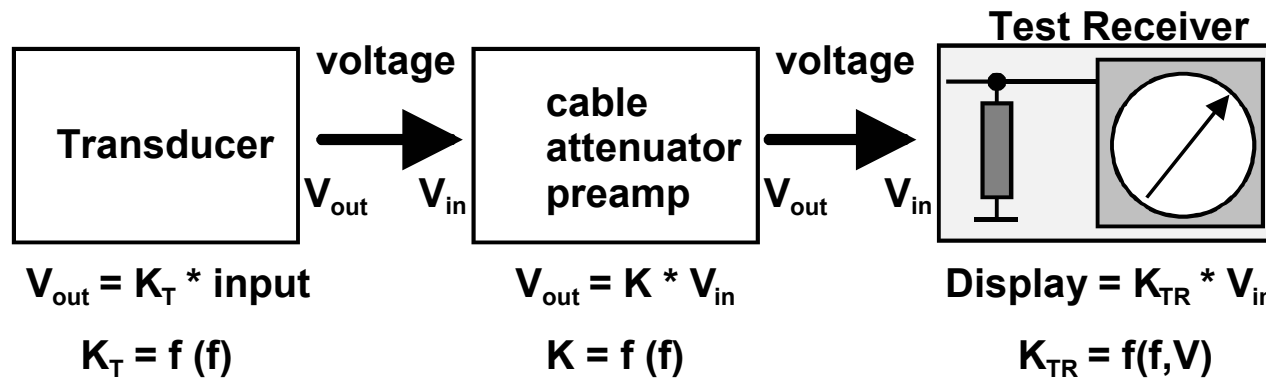 Test Receiver
voltage
voltage
Transducer
cable
attenuator
preamp
V_out
V_in
V_out
V_in
V_out = K_T * input
V_out = K * V_in
Display = K_TR * V_in
K_T = f (f)
K = f (f)
K_TR = f(f,V)